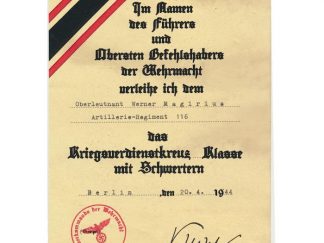 Im Namen
des Führers
und
Obersten Befehlshabers
der Wehrmacht
verleihe ich dem
Oberleutnant Werner Magirius
Artillerie-Regiment 116
das
Kriegsverdienstkreuz Klasse
mit Schwertern
Berlin, den 20. 4. 1944